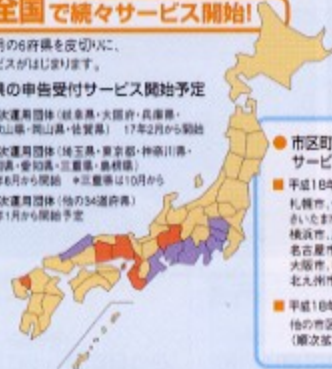 全国で続々サービス開始!
月の6府県を皮切りに、
ビスがはじまります。
県の申告受付サービス開始予定
次運用団体(岐阜県・大阪府・兵庫県・
歌山県・岡山県・佐賀県) 17年2月から開始
次運用団体(埼玉県・東京都・神奈川県・
岡県・愛知県・三重県・島根県)
年8月から開始 *三重県は10月から
次運用団体(他の34道府県)
年1月から開始予定
● 市区町
サービ
■ 平成18
札幌市、
さいたま
横浜市、
名古屋市
大阪市、
北九州市
■ 平成18年
他の市区
(順次拡